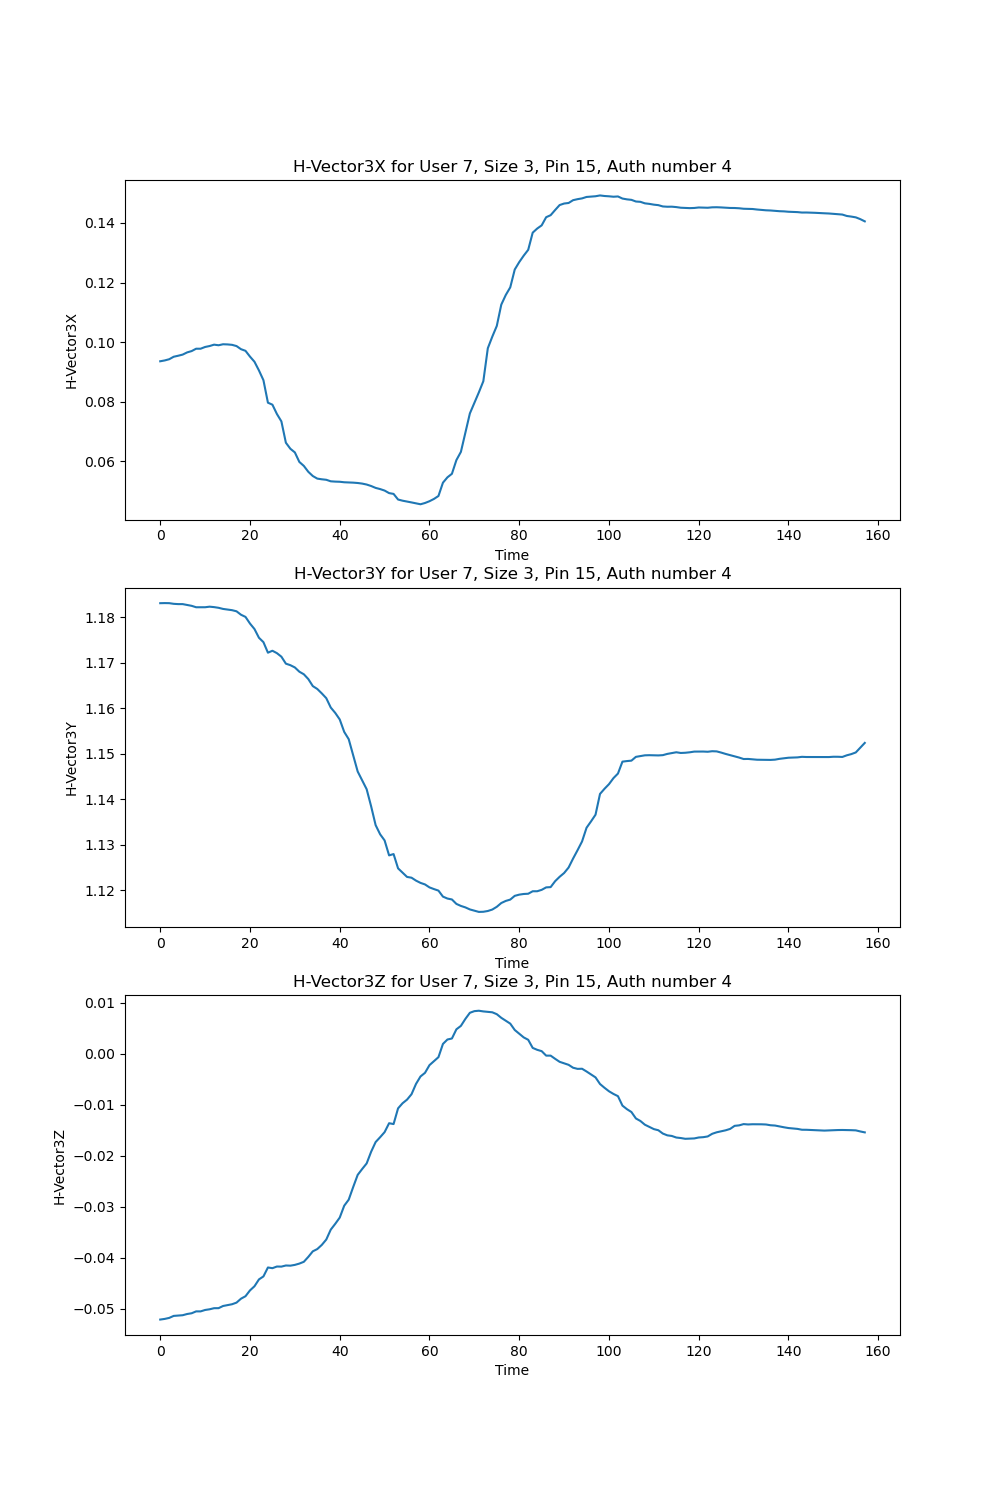 H-Vector3X for User 7, Size 3, Pin 15, Auth number 4
0.14
0.12
0.10
0.08
0.06
H-Vector3X
0 20 40 60 80 100 120 140 160
Time
H-Vector3Y for User 7, Size 3, Pin 15, Auth number 4
1.18
1.17
1.16
1.15
1.14
1.13
1.12
H-Vector3Y
0 20 40 60 80 100 120 140 160
Time
H-Vector3Z for User 7, Size 3, Pin 15, Auth number 4
0.01
0.00
−0.01
−0.02
−0.03
−0.04
−0.05
H-Vector3Z
0 20 40 60 80 100 120 140 160
Time